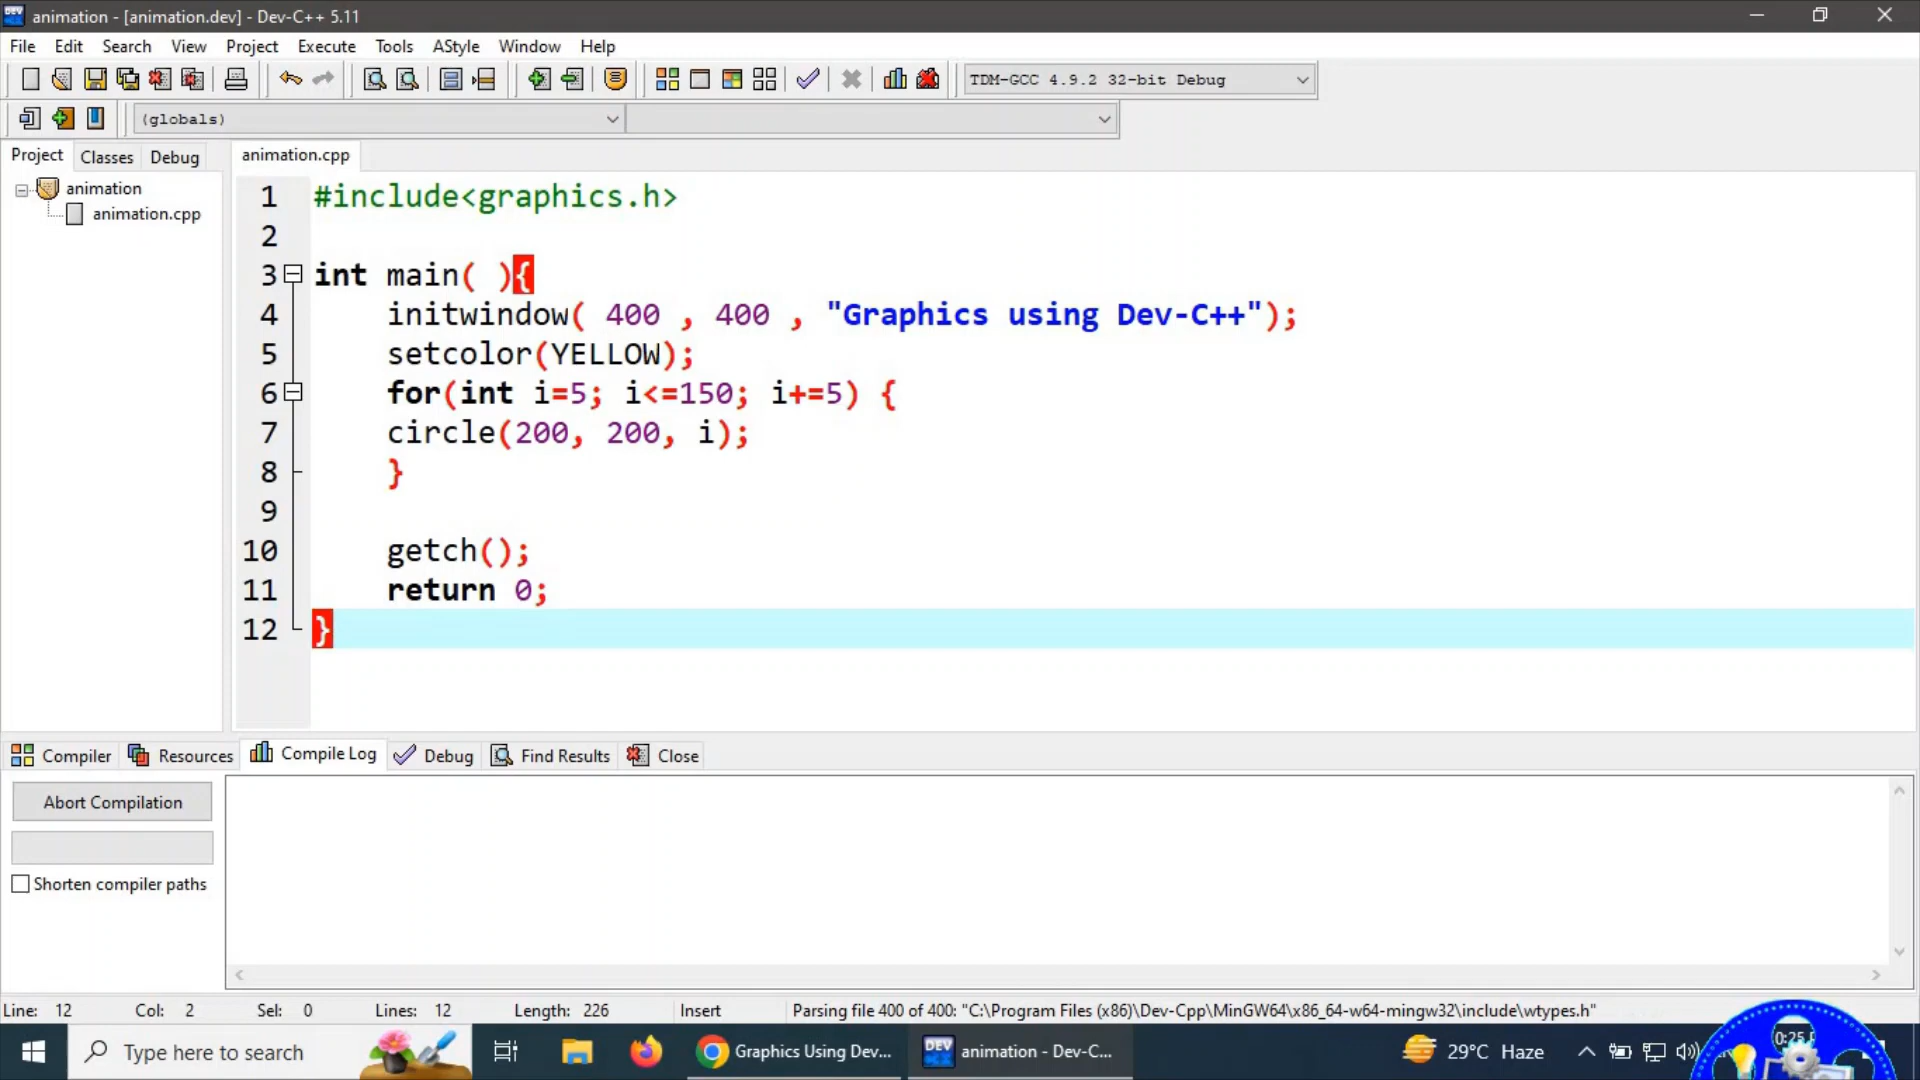 animation - [animation.dev] - Dev-C++ 5.11
File Edit Search View Project Execute Tools AStyle Window Help
TDM-GCC 4.9.2 32-bit Debug
(globals)
Project Classes Debug
animation.cpp
animation
animation.cpp
1 #include<graphics.h>
2
3 int main( ){
4 initwindow( 400 , 400 , "Graphics using Dev-C++");
5 setcolor(YELLOW);
6 for(int i=5; i<=150; i+=5) {
7 circle(200, 200, i);
8 }
9
10 getch();
11 return 0;
12 }
Compiler Resources Compile Log Debug Find Results Close
Abort Compilation
Shorten compiler paths
Line: 12 Col: 2 Sel: 0 Lines: 12 Length: 226 Insert Parsing file 400 of 400: "C:\Program Files (x86)\Dev-Cpp\MinGW64\x86_64-w64-mingw32\include\wtypes.h"
Type here to search
Graphics Using Dev...
DEV
animation - Dev-C...
29°C Haze